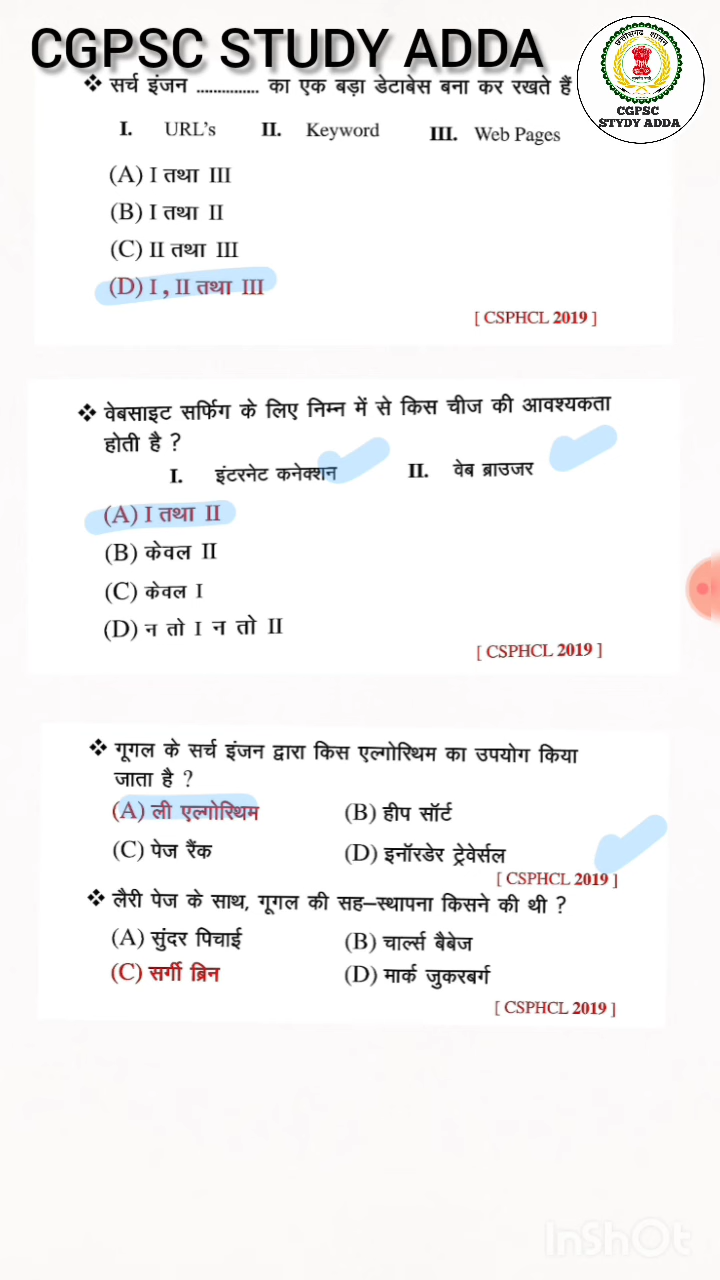 CGPSC STUDY ADDA
छत्तीसगढ़ शासन
CGPSC
STYDY ADDA
❖ सर्च इंजन ............... का एक बड़ा डेटाबेस बना कर रखते हैं
I. URL's II. Keyword III. Web Pages
(A) I तथा III
(B) I तथा II
(C) II तथा III
(D) I , II तथा III
[ CSPHCL 2019 ]
❖ वेबसाइट सर्फिग के लिए निम्न में से किस चीज की आवश्यकता
होती है ?
I. इंटरनेट कनेक्शन II. वेब ब्राउजर
(A) I तथा II
(B) केवल II
(C) केवल I
(D) न तो I न तो II
[ CSPHCL 2019 ]
❖ गूगल के सर्च इंजन द्वारा किस एल्गोरिथम का उपयोग किया
जाता है ?
(A) ली एल्गोरिथम (B) हीप सॉर्ट
(C) पेज रैंक (D) इनॉरडेर ट्रेवेर्सल
[ CSPHCL 2019 ]
❖ लैरी पेज के साथ, गूगल की सह–स्थापना किसने की थी ?
(A) सुंदर पिचाई (B) चार्ल्स बैबेज
(C) सर्गी ब्रिन (D) मार्क जुकरबर्ग
[ CSPHCL 2019 ]
InShOt